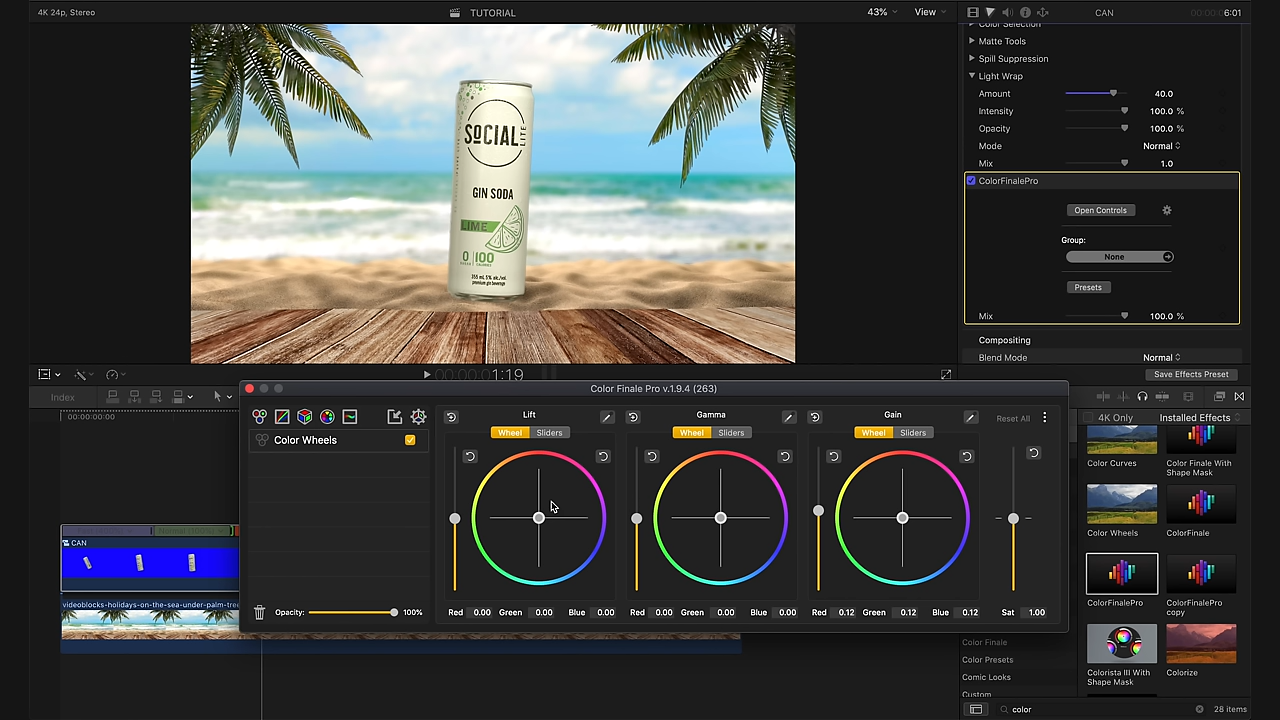 4K 24p, Stereo
TUTORIAL
43%
View
CAN
6:01
Color Selection
Matte Tools
Spill Suppression
Light Wrap
Amount 40.0
Intensity 100.0 %
Opacity 100.0 %
Mode Normal
Mix 1.0
ColorFinalePro
Open Controls
Group:
None
Presets
Mix 100.0 %
Compositing
Blend Mode Normal
Save Effects Preset
SOCIAL LITE
GIN SODA
LIME
0 100
355 mL 5% alc./vol.
premium gin beverage
00:00:00:01:19
Index
4K Only
Installed Effects
00:00:00:00
Color Finale Pro v.1.9.4 (263)
Color Wheels
Opacity: 100%
Lift
Wheel Sliders
Red 0.00 Green 0.00 Blue 0.00
Gamma
Wheel Sliders
Red 0.00 Green 0.00 Blue 0.00
Gain
Wheel Sliders
Red 0.12 Green 0.12 Blue 0.12
Reset All
Sat 1.00
CAN
videoblocks-holidays-on-the-sea-under-palm-tree
Color Curves
Color Finale With Shape Mask
Color Wheels
ColorFinale
ColorFinalePro
ColorFinalePro copy
Colorista III With Shape Mask
Colorize
Color Finale
Color Presets
Comic Looks
Custom
color
28 items